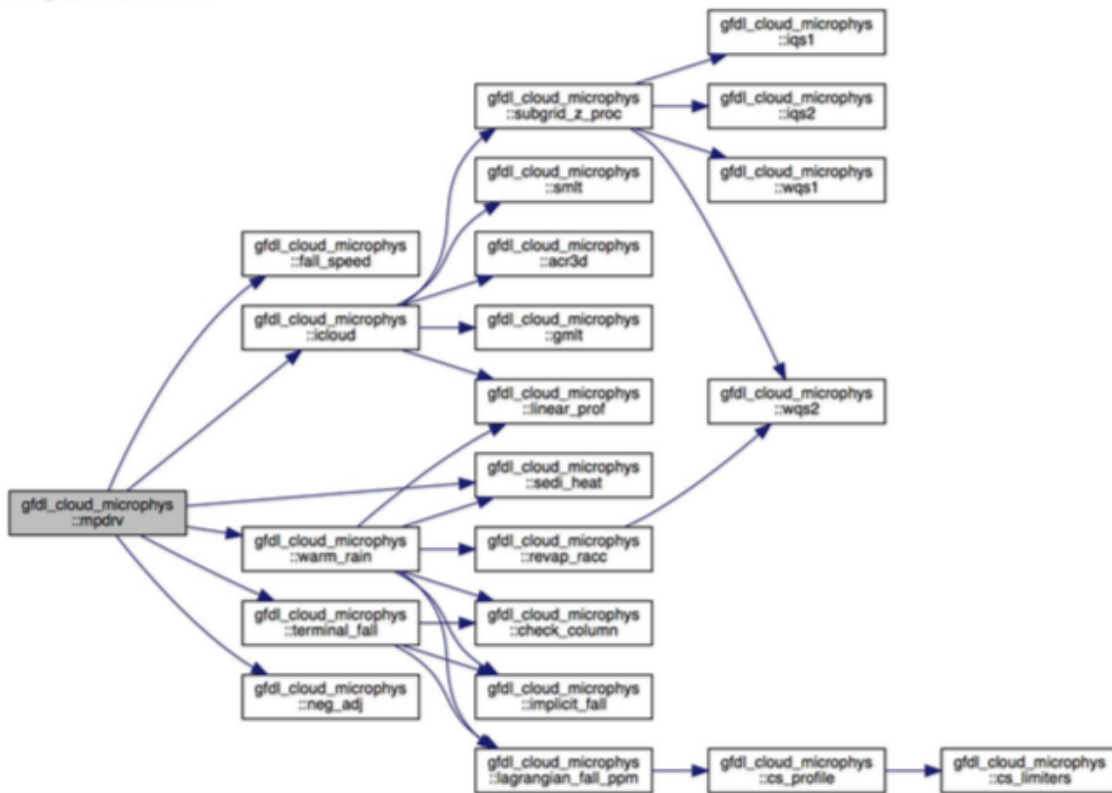 gfdl_cloud_microphys
::iqs1
gfdl_cloud_microphys
::subgrid_z_proc
gfdl_cloud_microphys
::iqs2
gfdl_cloud_microphys
::smlt
gfdl_cloud_microphys
::wqs1
gfdl_cloud_microphys
::fall_speed
gfdl_cloud_microphys
::acr3d
gfdl_cloud_microphys
::icloud
gfdl_cloud_microphys
::gmlt
gfdl_cloud_microphys
::linear_prof
gfdl_cloud_microphys
::wqs2
gfdl_cloud_microphys
::sedi_heat
gfdl_cloud_microphys
::mpdrv
gfdl_cloud_microphys
::warm_rain
gfdl_cloud_microphys
::revap_racc
gfdl_cloud_microphys
::terminal_fall
gfdl_cloud_microphys
::check_column
gfdl_cloud_microphys
::neg_adj
gfdl_cloud_microphys
::implicit_fall
gfdl_cloud_microphys
::lagrangian_fall_ppm
gfdl_cloud_microphys
::cs_profile
gfdl_cloud_microphys
::cs_limiters